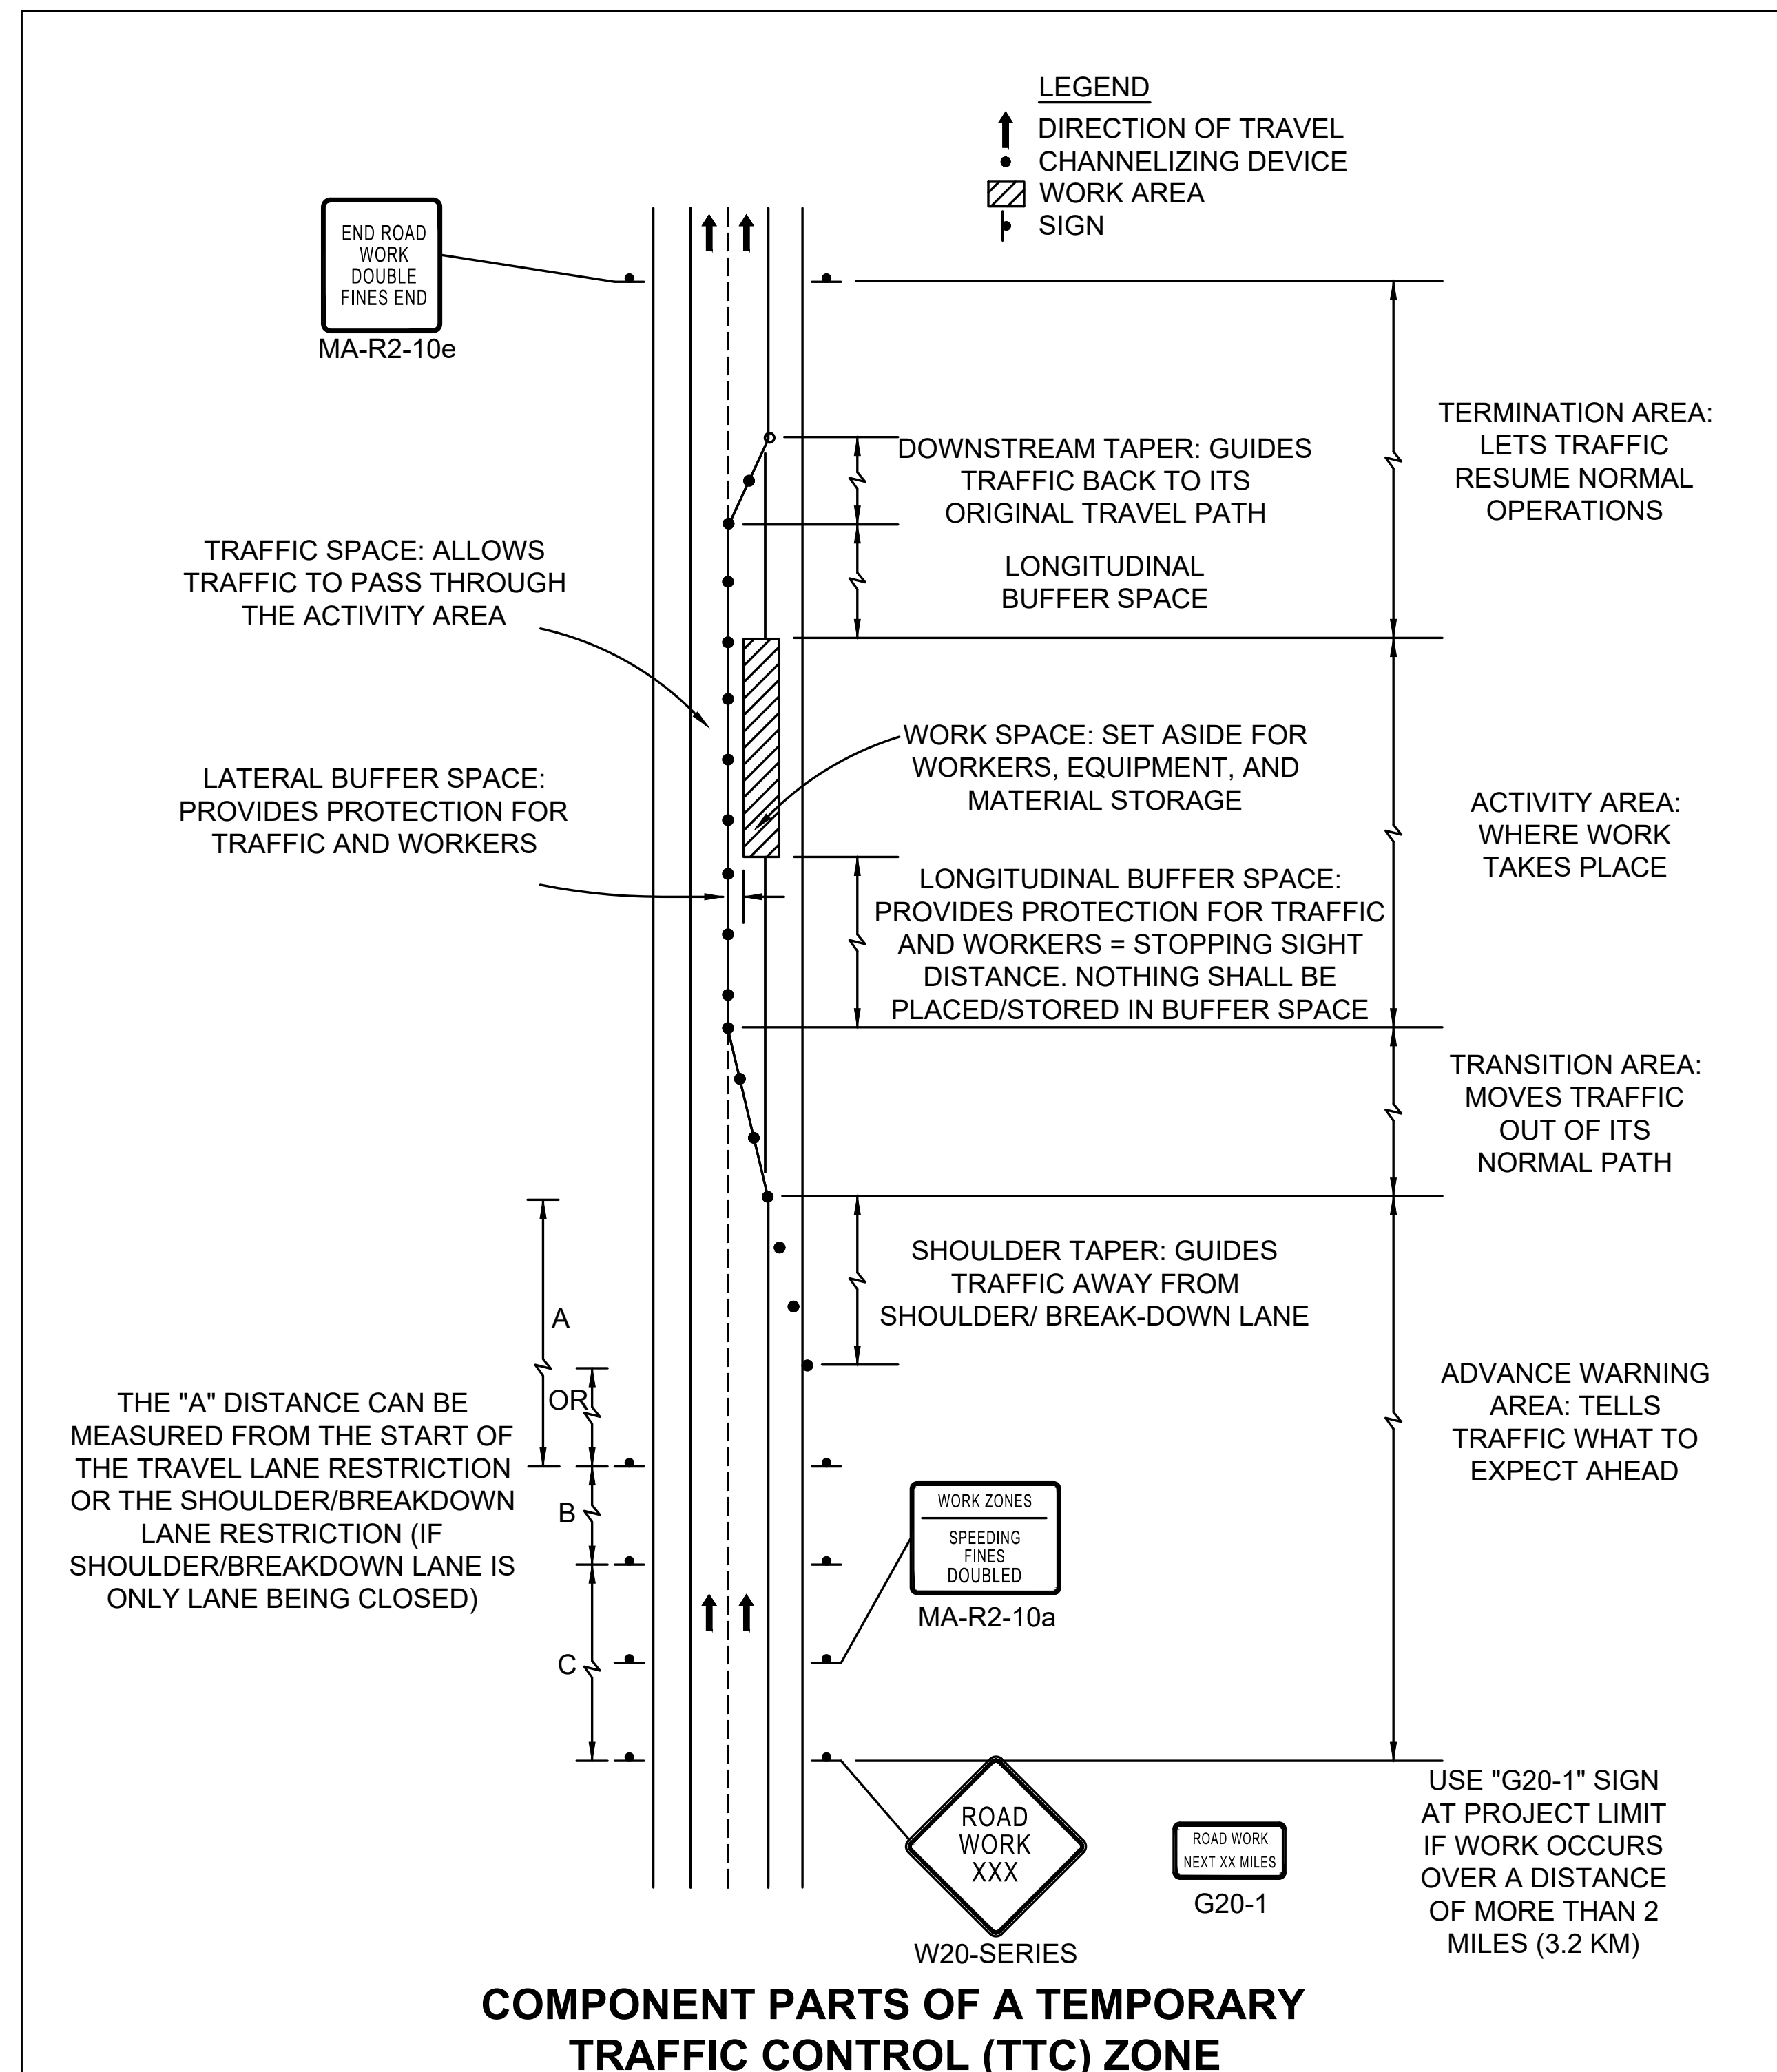 LEGEND
DIRECTION OF TRAVEL
CHANNELIZING DEVICE
WORK AREA
SIGN
END ROAD
WORK
DOUBLE
FINES END
MA-R2-10e
TERMINATION AREA:
LETS TRAFFIC
RESUME NORMAL
OPERATIONS
DOWNSTREAM TAPER: GUIDES
TRAFFIC BACK TO ITS
ORIGINAL TRAVEL PATH
TRAFFIC SPACE: ALLOWS
TRAFFIC TO PASS THROUGH
THE ACTIVITY AREA
LONGITUDINAL
BUFFER SPACE
WORK SPACE: SET ASIDE FOR
WORKERS, EQUIPMENT, AND
MATERIAL STORAGE
LATERAL BUFFER SPACE:
PROVIDES PROTECTION FOR
TRAFFIC AND WORKERS
ACTIVITY AREA:
WHERE WORK
TAKES PLACE
LONGITUDINAL BUFFER SPACE:
PROVIDES PROTECTION FOR TRAFFIC
AND WORKERS = STOPPING SIGHT
DISTANCE. NOTHING SHALL BE
PLACED/STORED IN BUFFER SPACE
TRANSITION AREA:
MOVES TRAFFIC
OUT OF ITS
NORMAL PATH
SHOULDER TAPER: GUIDES
TRAFFIC AWAY FROM
SHOULDER/ BREAK-DOWN LANE
A
OR
B
C
THE "A" DISTANCE CAN BE
MEASURED FROM THE START OF
THE TRAVEL LANE RESTRICTION
OR THE SHOULDER/BREAKDOWN
LANE RESTRICTION (IF
SHOULDER/BREAKDOWN LANE IS
ONLY LANE BEING CLOSED)
ADVANCE WARNING
AREA: TELLS
TRAFFIC WHAT TO
EXPECT AHEAD
WORK ZONES
SPEEDING
FINES
DOUBLED
MA-R2-10a
ROAD
WORK
XXX
W20-SERIES
ROAD WORK
NEXT XX MILES
G20-1
USE "G20-1" SIGN
AT PROJECT LIMIT
IF WORK OCCURS
OVER A DISTANCE
OF MORE THAN 2
MILES (3.2 KM)
COMPONENT PARTS OF A TEMPORARY
TRAFFIC CONTROL (TTC) ZONE